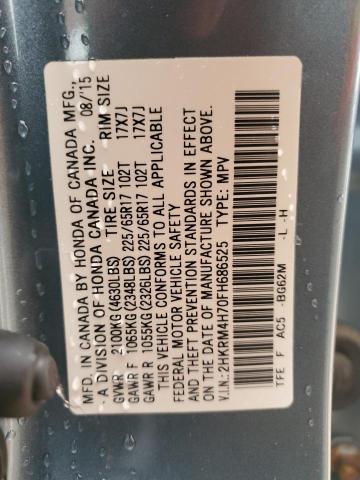 MFD. IN CANADA BY HONDA OF CANADA MFG.,
A DIVISION OF HONDA CANADA INC. 08/'15
TIRE SIZE RIM SIZE
GVWR 2100KG (4630LBS)
GAWR F 1065KG(2348LBS) 225/65R17 102T 17X7J
GAWR R 1055KG(2326LBS) 225/65R17 102T 17X7J
THIS VEHICLE CONFORMS TO ALL APPLICABLE
FEDERAL MOTOR VEHICLE SAFETY
AND THEFT PREVENTION STANDARDS IN EFFECT
ON THE DATE OF MANUFACTURE SHOWN ABOVE.
V.I.N.: 2HKRM4H70FH686525 TYPE: MPV
TFE F AC5 -BG62M -L -H